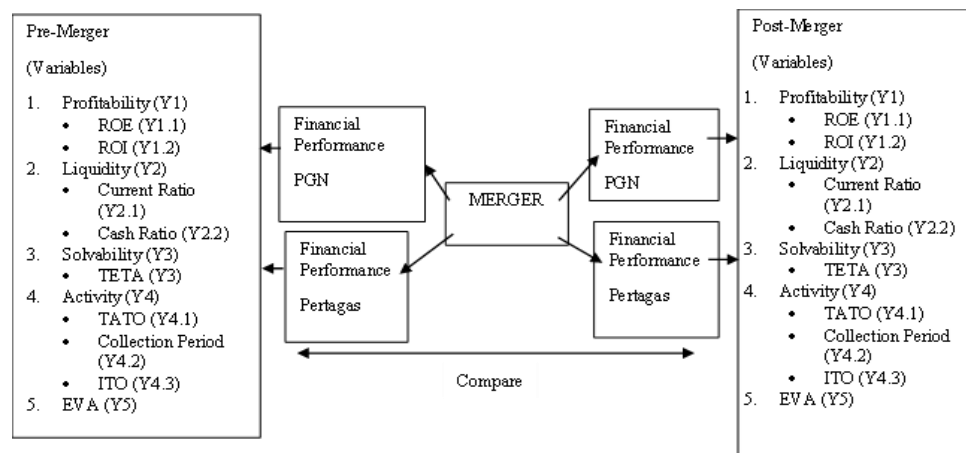 Pre-Merger
(Variables)
1. Profitability (Y1)
• ROE (Y1.1)
• ROI (Y1.2)
2. Liquidity (Y2)
• Current Ratio
(Y2.1)
• Cash Ratio (Y2.2)
3. Solvability (Y3)
• TETA (Y3)
4. Activity (Y4)
• TATO (Y4.1)
• Collection Period
(Y4.2)
• ITO (Y4.3)
5. EVA (Y5)
Financial
Performance
PGN
Financial
Performance
Pertagas
MERGER
Financial
Performance
PGN
Financial
Performance
Pertagas
Compare
Post-Merger
(Variables)
1. Profitability (Y1)
• ROE (Y1.1)
• ROI (Y1.2)
2. Liquidity (Y2)
• Current Ratio
(Y2.1)
• Cash Ratio (Y2.2)
3. Solvability (Y3)
• TETA (Y3)
4. Activity (Y4)
• TATO (Y4.1)
• Collection Period
(Y4.2)
• ITO (Y4.3)
5. EVA (Y5)